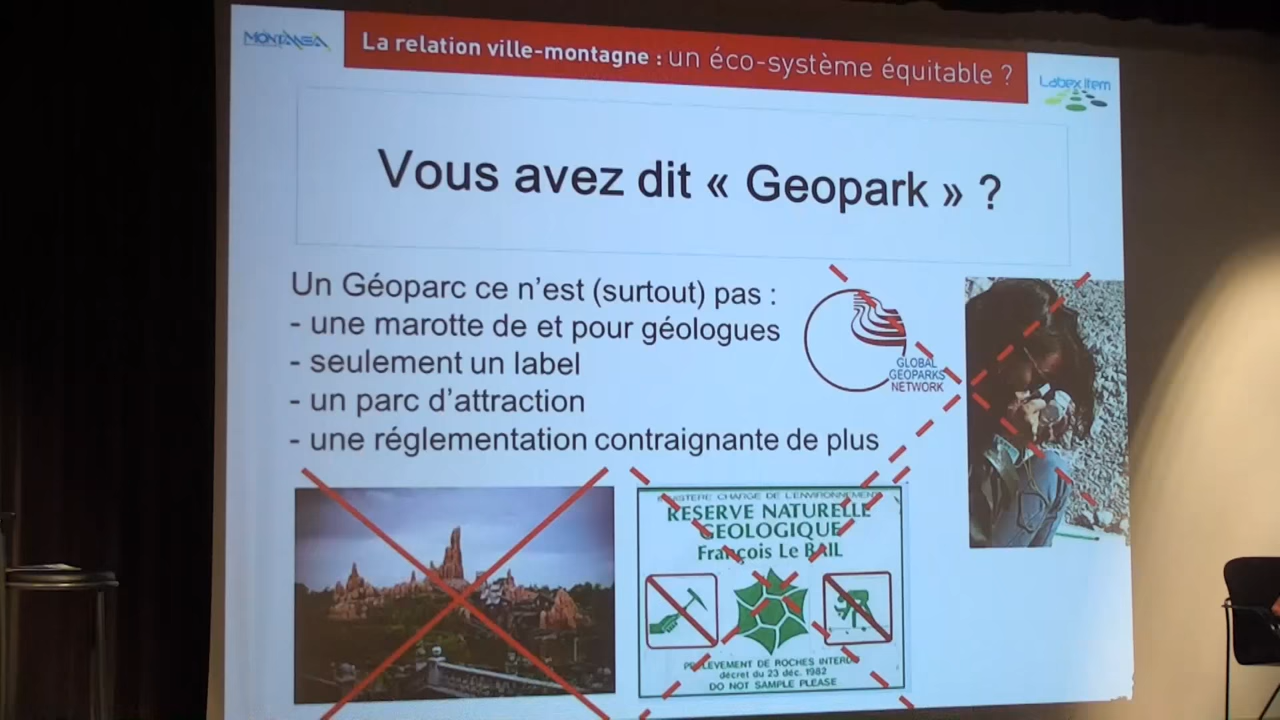 MONTANEA
La relation ville-montagne : un éco-système équitable ?
Labex item
Vous avez dit « Geopark » ?
Un Géoparc ce n'est (surtout) pas :
- une marotte de et pour géologues
- seulement un label
- un parc d'attraction
- une réglementation contraignante de plus
GLOBAL
GEOPARKS
NETWORK
MINISTERE CHARGE DE L'ENVIRONNEMENT
RESERVE NATURELLE
GEOLOGIQUE
François Le BAIL
PRELEVEMENT DE ROCHES INTERDIT
décret du 23 déc. 1982
DO NOT SAMPLE PLEASE